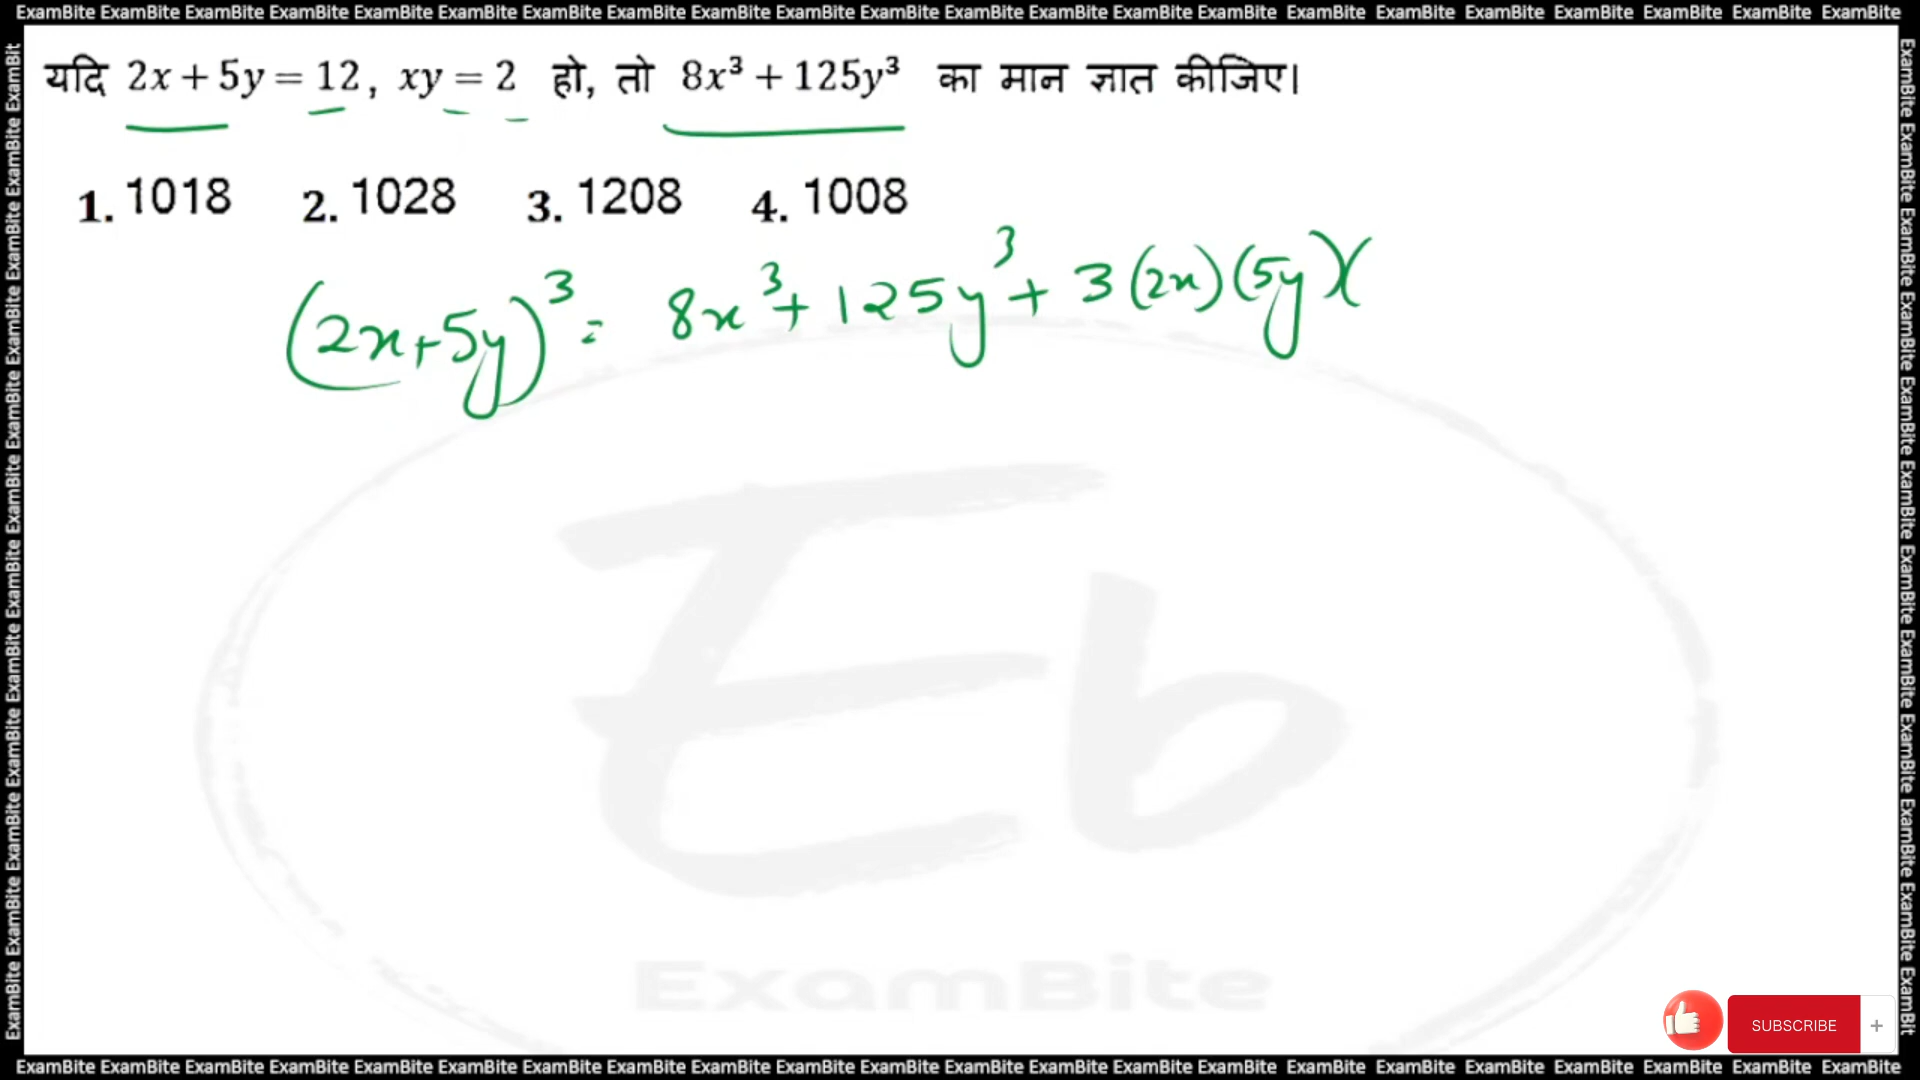 ExamBite ExamBite ExamBite ExamBite ExamBite ExamBite ExamBite ExamBite ExamBite ExamBite ExamBite ExamBite ExamBite ExamBite ExamBite ExamBite ExamBite ExamBite ExamBite ExamBite ExamBite ExamBite
यदि 2x + 5y = 12, xy = 2 हो, तो 8x³ + 125y³ का मान ज्ञात कीजिए।
1. 1018 2. 1028 3. 1208 4. 1008
(2x+5y)³ = 8x³ + 125y³ + 3(2x)(5y)(
Eb
ExamBite
SUBSCRIBE +
ExamBite ExamBite ExamBite ExamBite ExamBite ExamBite ExamBite ExamBite ExamBite ExamBite ExamBite ExamBite ExamBite ExamBite ExamBite ExamBite ExamBite ExamBite ExamBite ExamBite ExamBite ExamBite